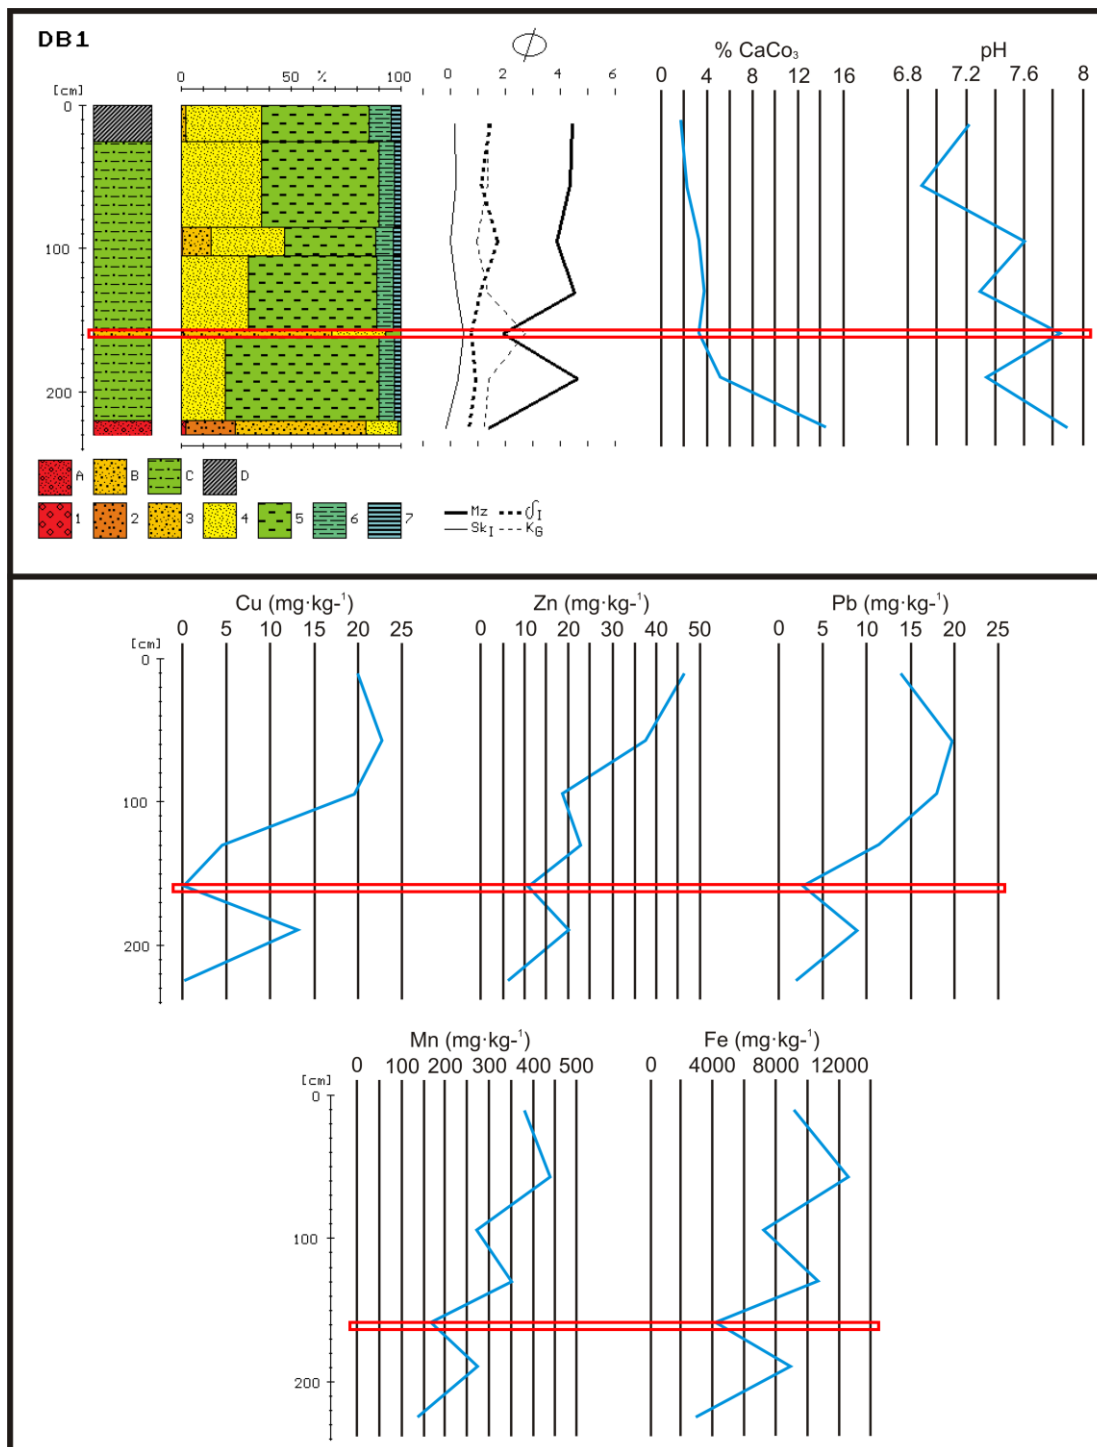 DB1
% CaCo₃ pH
0 50 % 100
0 2 4 6
0 4 8 12 16
6.8 7.2 7.6 8
[cm]
0
100
200
A B C D
1 2 3 4 5 6 7
Mz δI
SkI KG
Cu (mg·kg-¹) Zn (mg·kg-¹) Pb (mg·kg-¹)
0 5 10 15 20 25
0 10 20 30 40 50
0 5 10 15 20 25
[cm]
0
100
200
Mn (mg·kg-¹) Fe (mg·kg-¹)
0 100 200 300 400 500
0 4000 8000 12000
[cm]
0
100
200